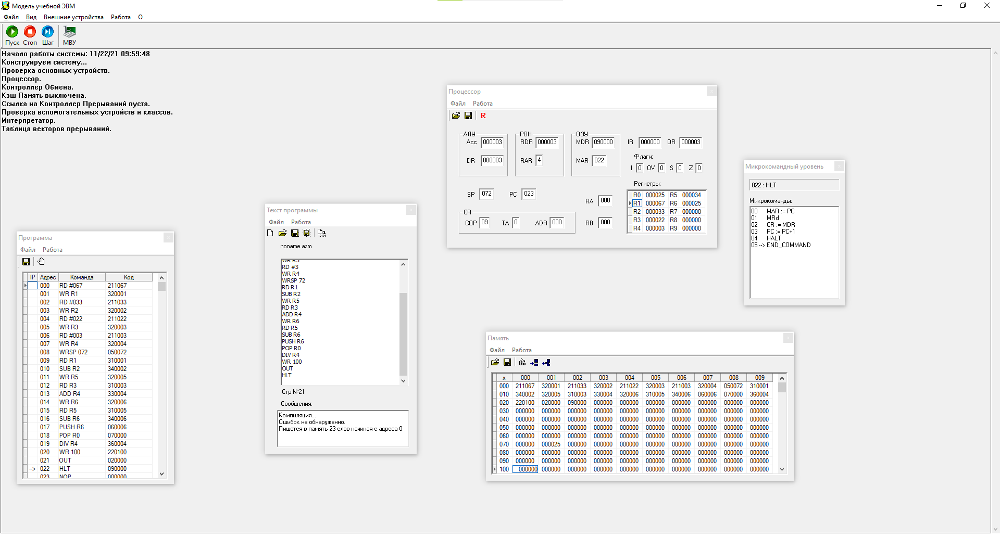 Модель учебной ЭВМ
Файл Вид Внешние устройства Работа О
Пуск Стоп Шаг МВУ
Начало работы системы: 11/22/21 09:59:48
Конструируем систему...
Проверка основных устройств.
Процессор.
Контроллер Обмена.
Кэш Память выключена.
Ссылка на Контроллер Прерываний пуста.
Проверка вспомогательных устройств и классов.
Интерпретатор.
Таблица векторов прерываний.
Процессор
Файл Работа
R
АЛУ РОН ОЗУ
Acc 000003 RDR 000003 MDR 090000 IR 000000 OR 000003
DR 000003 RAR 4 MAR 022
Флаги:
I 0 OV 0 S 0 Z 0
Регистры:
SP 072 PC 023 RA 000
CR
COP 09 TA 0 ADR 000 RB 000
R0 000025 R5 000034
R1 000067 R6 000025
R2 000033 R7 000000
R3 000022 R8 000000
R4 000003 R9 000000
Микрокомандный уровень
022 : HLT
Микрокоманды:
00 MAR := PC
01 MRd
02 CR := MDR
03 PC := PC+1
04 HALT
05 --> END_COMMAND
Текст программы
Файл Работа
noname.asm
WR R3
RD #3
WR R4
WRSP 72
RD R1
SUB R2
WR R5
RD R3
ADD R4
WR R6
RD R5
SUB R6
PUSH R6
POP R0
DIV R4
WR 100
OUT
HLT
Стр №21
Сообщения:
Компиляция...
Ошибок не обнаруженно.
Пишется в память 23 слов начиная с адреса 0
Программа
Файл Работа
IP Адрес Команда Код
000 RD #067 211067
001 WR R1 320001
002 RD #033 211033
003 WR R2 320002
004 RD #022 211022
005 WR R3 320003
006 RD #003 211003
007 WR R4 320004
008 WRSP 072 050072
009 RD R1 310001
010 SUB R2 340002
011 WR R5 320005
012 RD R3 310003
013 ADD R4 330004
014 WR R6 320006
015 RD R5 310005
016 SUB R6 340006
017 PUSH R6 060006
018 POP R0 070000
019 DIV R4 360004
020 WR 100 220100
021 OUT 020000
--> 022 HLT 090000
023 NOP 000000
Память
Файл Работа
Go
x 000 001 002 003 004 005 006 007 008 009
000 211067 320001 211033 320002 211022 320003 211003 320004 050072 310001
010 340002 320005 310003 330004 320006 310005 340006 060006 070000 360004
020 220100 020000 090000 000000 000000 000000 000000 000000 000000 000000
030 000000 000000 000000 000000 000000 000000 000000 000000 000000 000000
040 000000 000000 000000 000000 000000 000000 000000 000000 000000 000000
050 000000 000000 000000 000000 000000 000000 000000 000000 000000 000000
060 000000 000000 000000 000000 000000 000000 000000 000000 000000 000000
070 000000 000025 000000 000000 000000 000000 000000 000000 000000 000000
080 000000 000000 000000 000000 000000 000000 000000 000000 000000 000000
090 000000 000000 000000 000000 000000 000000 000000 000000 000000 000000
100 000000 000000 000000 000000 000000 000000 000000 000000 000000 000000